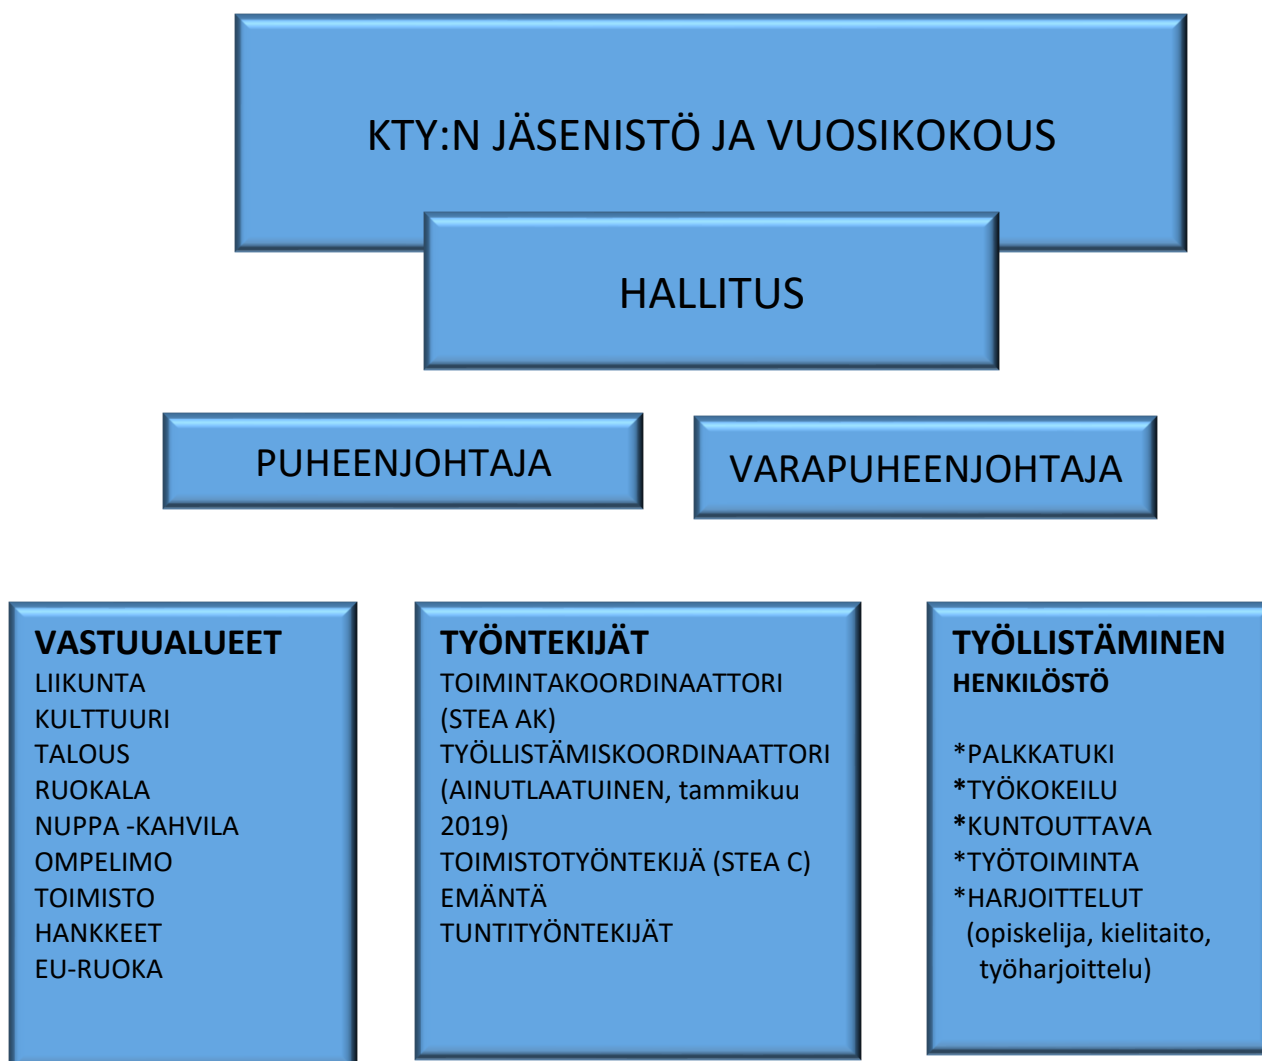 KTY:N JÄSENISTÖ JA VUOSIKOKOUS
HALLITUS
PUHEENJOHTAJA
VARAPUHEENJOHTAJA
VASTUUALUEET
LIIKUNTA
KULTTUURI
TALOUS
RUOKALA
NUPPA -KAHVILA
OMPELIMO
TOIMISTO
HANKKEET
EU-RUOKA
TYÖNTEKIJÄT
TOIMINTAKOORDINAATTORI
(STEA AK)
TYÖLLISTÄMISKOORDINAATTORI
(AINUTLAATUINEN, tammikuu
2019)
TOIMISTOTYÖNTEKIJÄ (STEA C)
EMÄNTÄ
TUNTITYÖNTEKIJÄT
TYÖLLISTÄMINEN
HENKILÖSTÖ
*PALKKATUKI
*TYÖKOKEILU
*KUNTOUTTAVA
*TYÖTOIMINTA
*HARJOITTELUT
(opiskelija, kielitaito,
työharjoittelu)